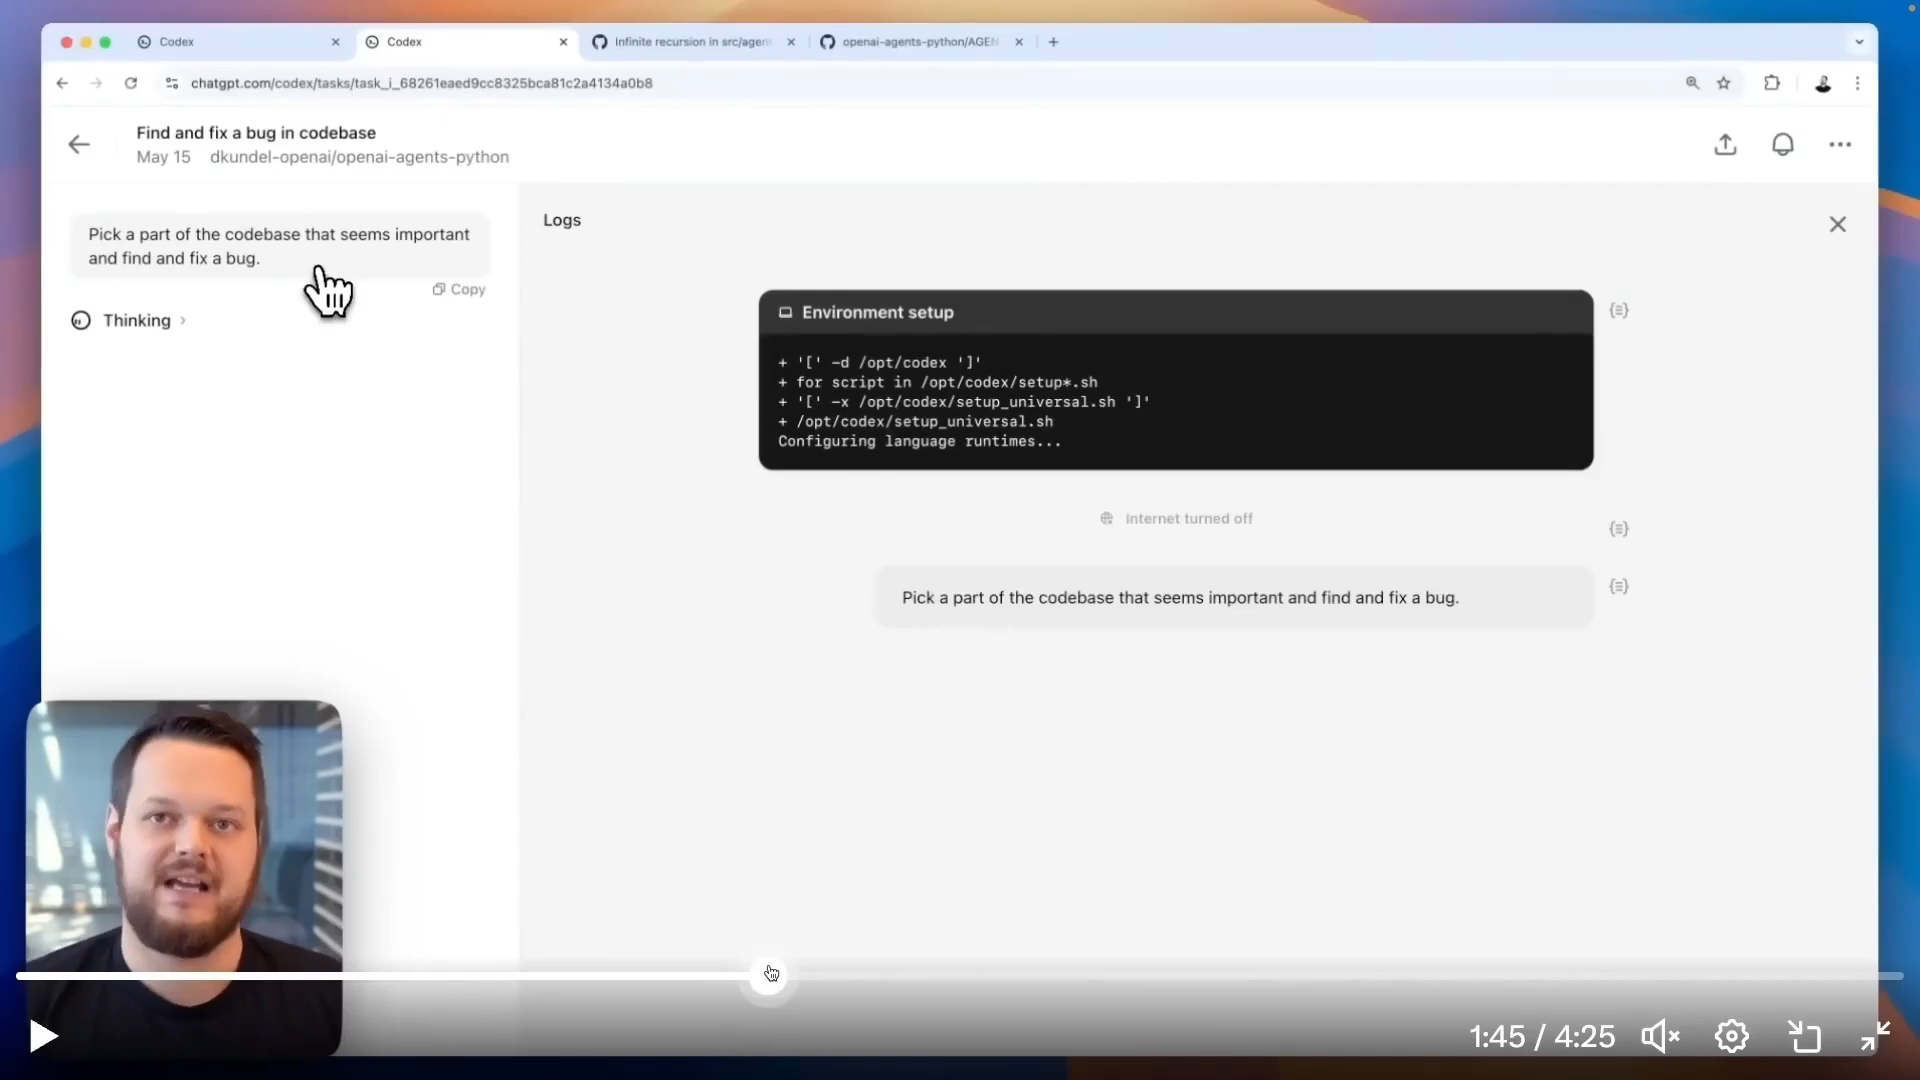 Codex
Codex
Infinite recursion in src/agen
openai-agents-python/AGEN
chatgpt.com/codex/tasks/task_i_68261eaed9cc8325bca81c2a4134a0b8
Find and fix a bug in codebase
May 15 dkundel-openai/openai-agents-python
Pick a part of the codebase that seems important
and find and fix a bug.
Copy
Thinking
Logs
Environment setup
+ '[' -d /opt/codex ']'
+ for script in /opt/codex/setup*.sh
+ '[' -x /opt/codex/setup_universal.sh ']'
+ /opt/codex/setup_universal.sh
Configuring language runtimes...
Internet turned off
Pick a part of the codebase that seems important and find and fix a bug.
1:45 / 4:25